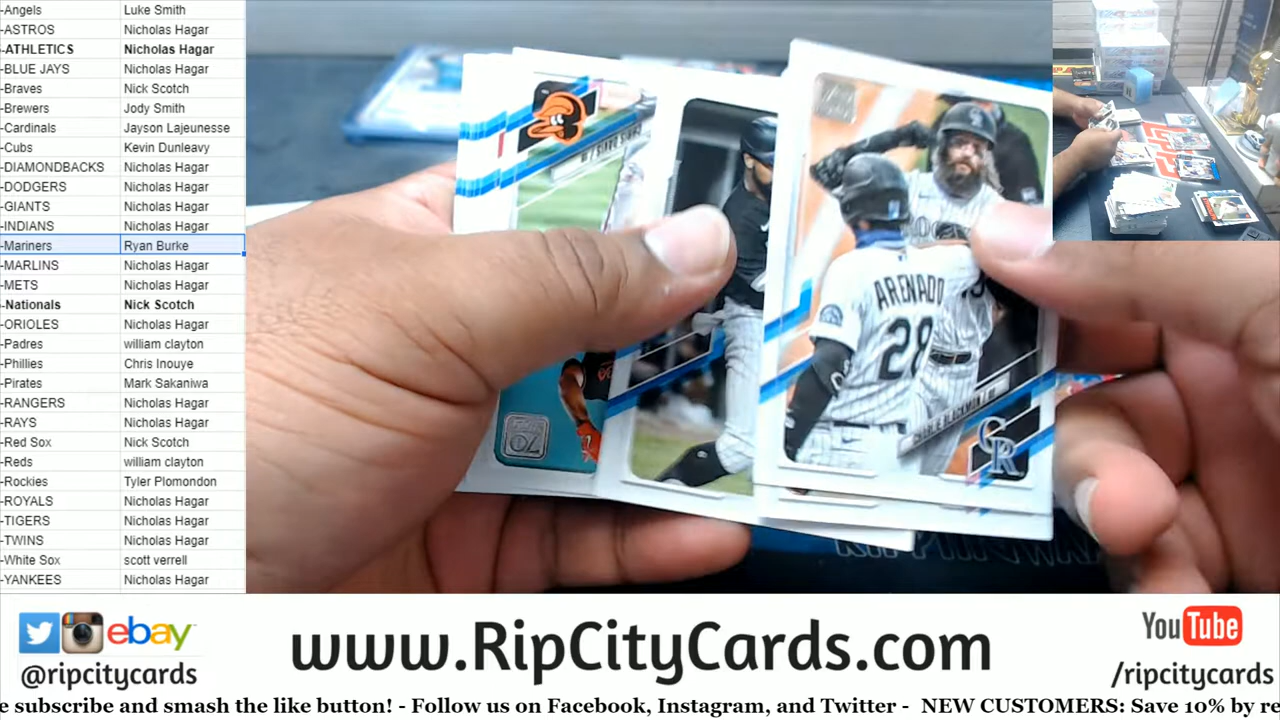 -Angels Luke Smith
-ASTROS Nicholas Hagar
-ATHLETICS Nicholas Hagar
-BLUE JAYS Nicholas Hagar
-Braves Nick Scotch
-Brewers Jody Smith
-Cardinals Jayson Lajeunesse
-Cubs Kevin Dunleavy
-DIAMONDBACKS Nicholas Hagar
-DODGERS Nicholas Hagar
-GIANTS Nicholas Hagar
-INDIANS Nicholas Hagar
-Mariners Ryan Burke
-MARLINS Nicholas Hagar
-METS Nicholas Hagar
-Nationals Nick Scotch
-ORIOLES Nicholas Hagar
-Padres william clayton
-Phillies Chris Inouye
-Pirates Mark Sakaniwa
-RANGERS Nicholas Hagar
-RAYS Nicholas Hagar
-Red Sox Nick Scotch
-Reds william clayton
-Rockies Tyler Plomondon
-ROYALS Nicholas Hagar
-TIGERS Nicholas Hagar
-TWINS Nicholas Hagar
-White Sox scott verrell
-YANKEES Nicholas Hagar
ARENADO
28
CHARLIE BLACKMON / OF
CR
70
ebay
@ripcitycards
www.RipCityCards.com
YouTube
/ripcitycards
e subscribe and smash the like button! - Follow us on Facebook, Instagram, and Twitter - NEW CUSTOMERS: Save 10% by re